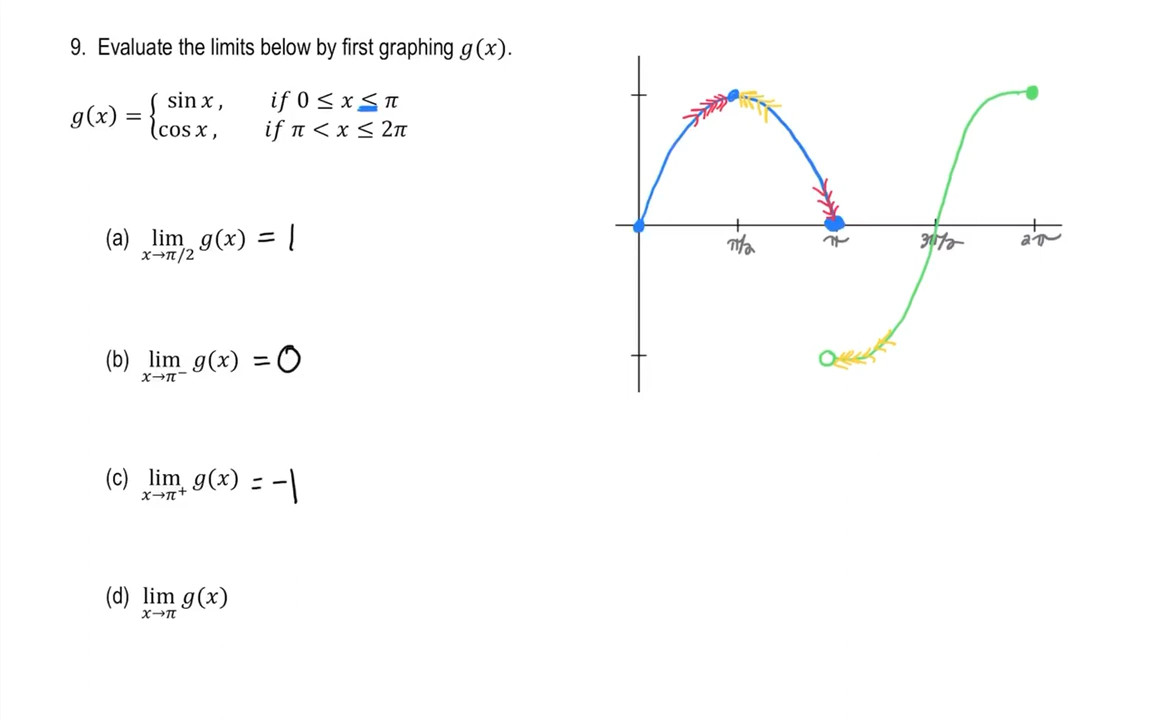 9. Evaluate the limits below by first graphing g(x).
g(x) = { sin x, if 0 ≤ x ≤ π
cos x, if π < x ≤ 2π
(a) lim x→π/2 g(x) = 1
(b) lim x→π⁻ g(x) = 0
(c) lim x→π⁺ g(x) = -1
(d) lim x→π g(x)
π/2 π 3π/2 2π